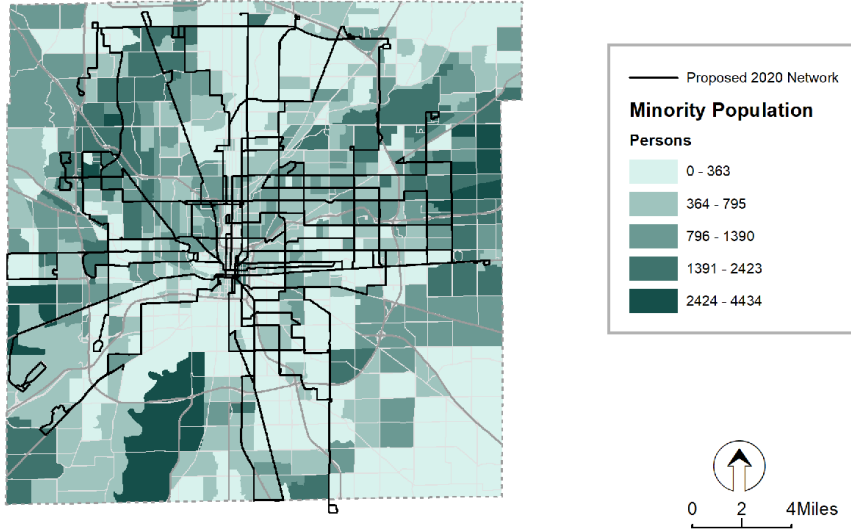 Proposed 2020 Network
Minority Population
Persons
0 - 363
364 - 795
796 - 1390
1391 - 2423
2424 - 4434
0 2 4Miles